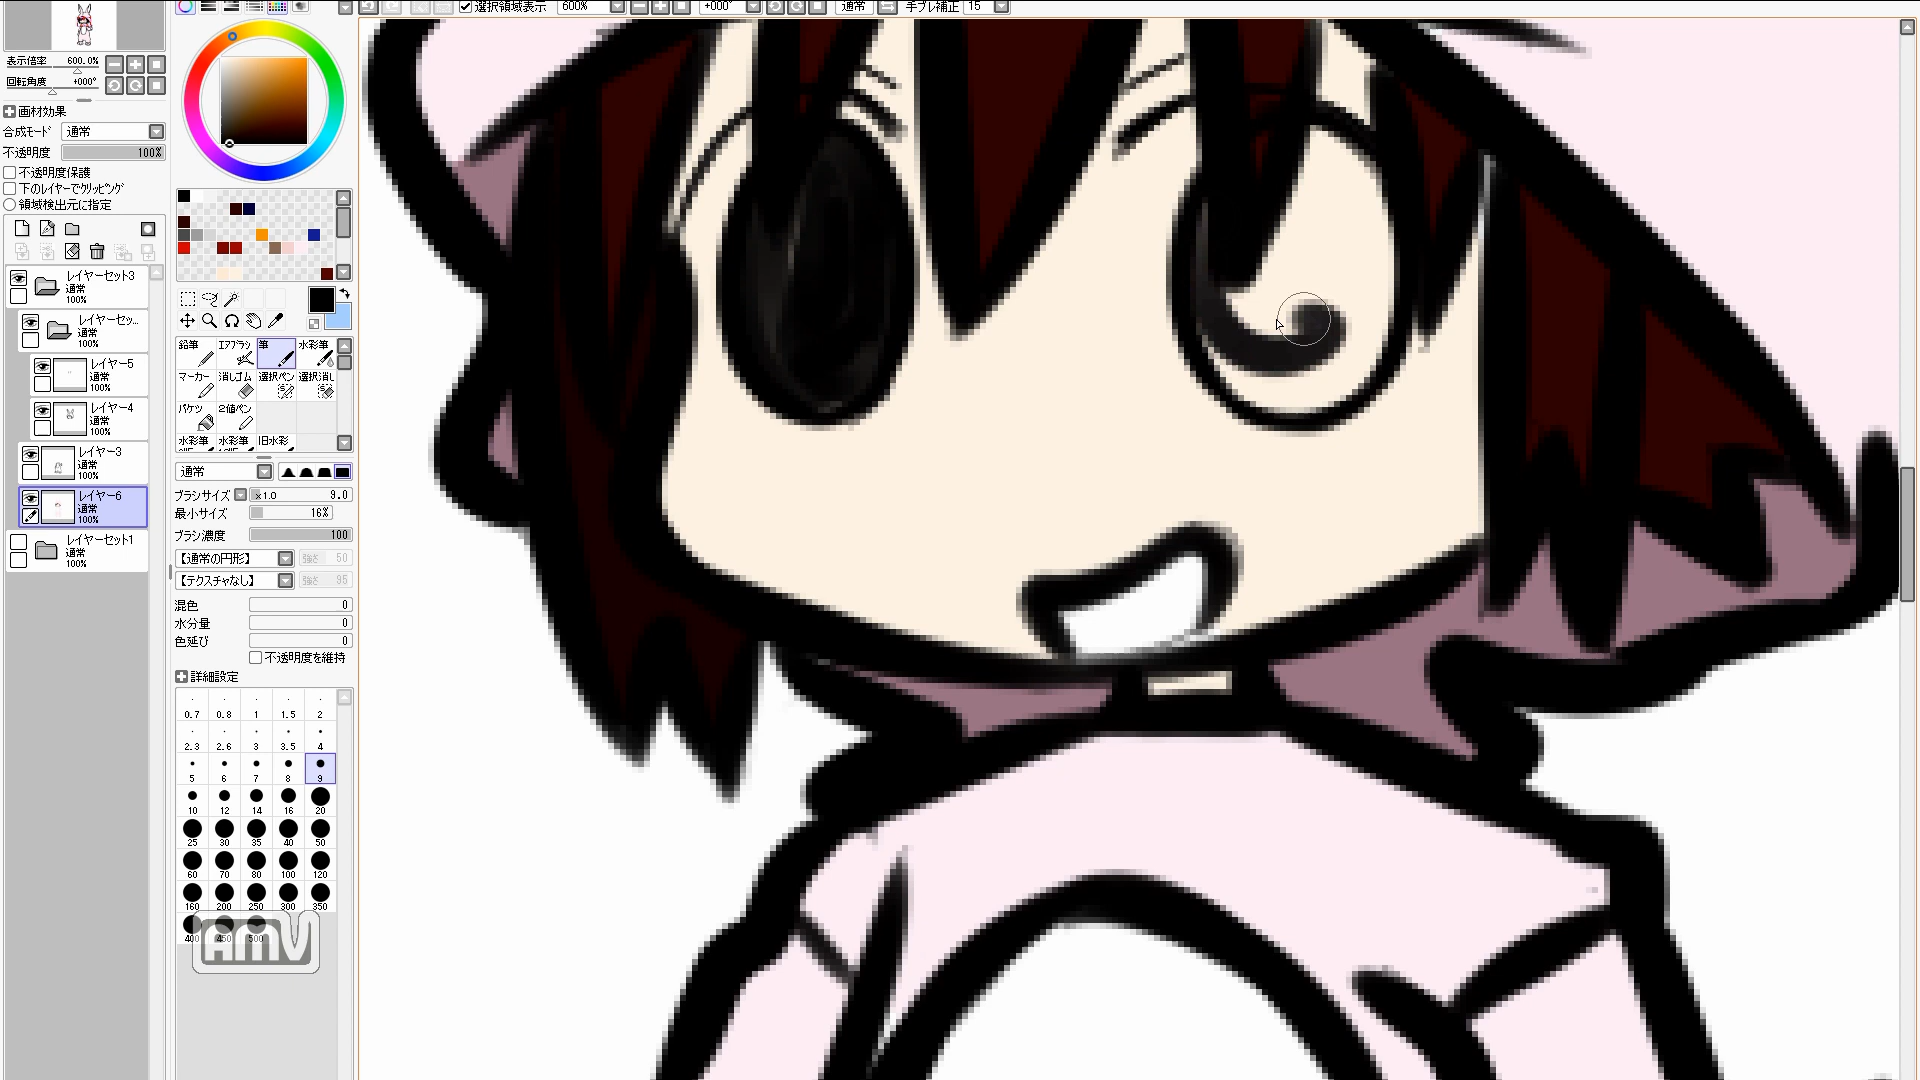 選択領域表示 600% +000° 通常 手ブレ補正 15
表示倍率 600.0%
回転角度 +000°
画材効果
合成モード 通常
不透明度 100%
不透明度保護
下のレイヤーでクリッピング
領域検出元に指定
レイヤーセット3
通常
100%
レイヤーセッ...
通常
100%
レイヤー5
通常
100%
レイヤー4
通常
100%
レイヤー3
通常
100%
レイヤー6
通常
100%
レイヤーセット1
通常
100%
鉛筆 エアブラシ 筆 水彩筆
マーカー 消しゴム 選択ペン 選択消し
バケツ 2値ペン
水彩筆 水彩筆 旧水彩
通常
ブラシサイズ x1.0 9.0
最小サイズ 16%
ブラシ濃度 100
【通常の円形】 強さ 50
【テクスチャなし】 強さ 95
混色 0
水分量 0
色延び 0
不透明度を維持
詳細設定
0.7 0.8 1 1.5 2
2.3 2.6 3 3.5 4
5 6 7 8 9
10 12 14 16 20
25 30 35 40 50
60 70 80 100 120
160 200 250 300 350
400 450 500
AMV